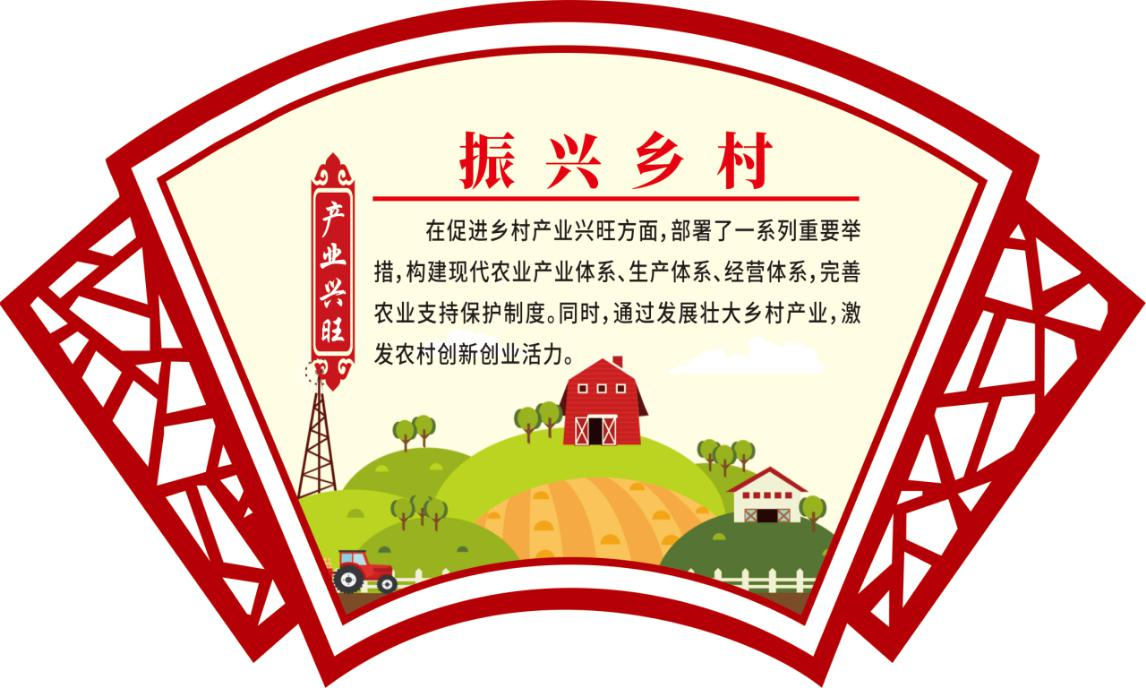 振兴乡村
产业兴旺
在促进乡村产业兴旺方面,部署了一系列重要举
措,构建现代农业产业体系、生产体系、经营体系,完善
农业支持保护制度。同时,通过发展壮大乡村产业,激
发农村创新创业活力。